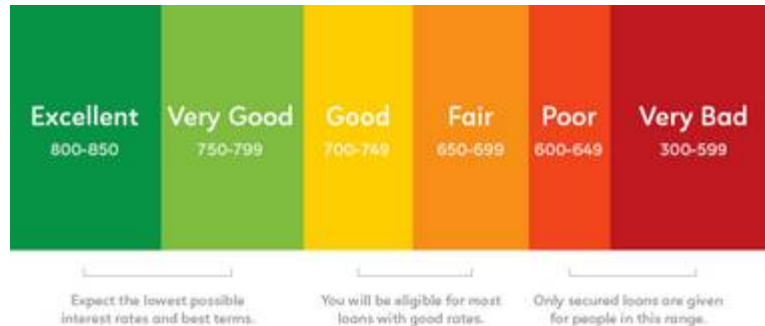 Excellent
800-850
Very Good
750-799
Good
700-749
Fair
650-699
Poor
600-649
Very Bad
300-599
Expect the lowest possible
interest rates and best terms.
You will be eligible for most
loans with good rates.
Only secured loans are given
for people in this range.